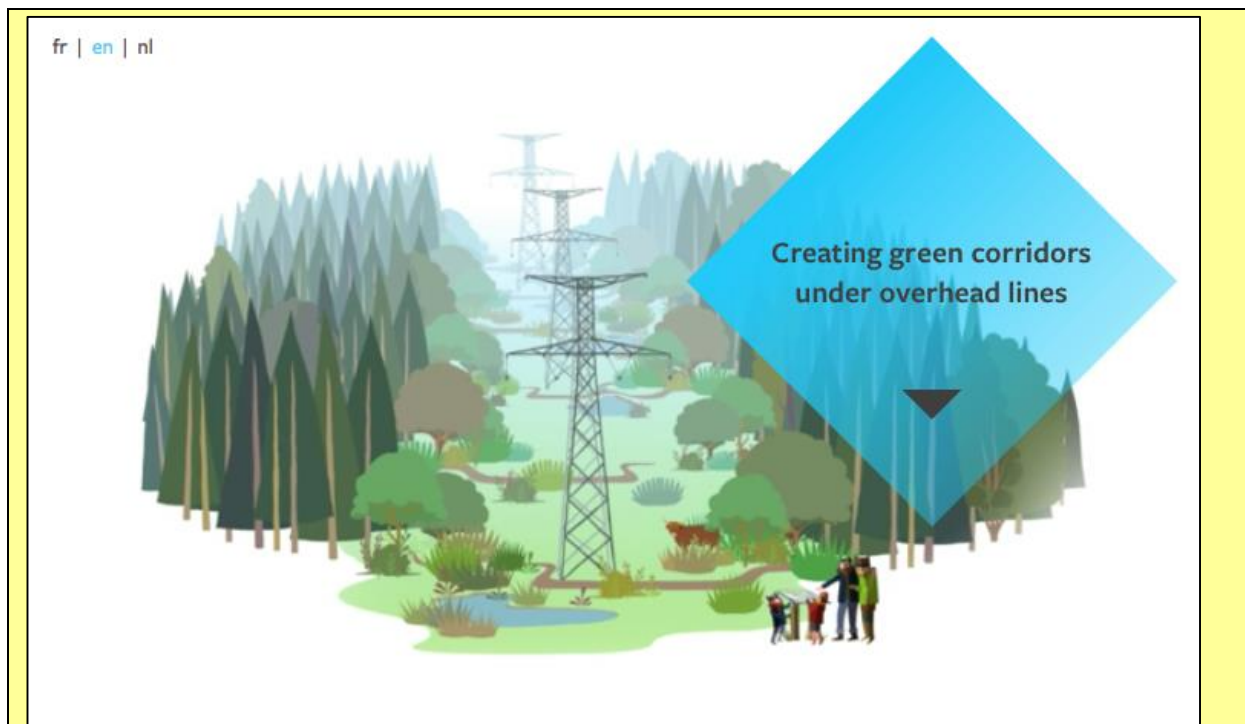 fr | en | nl
Creating green corridors
under overhead lines